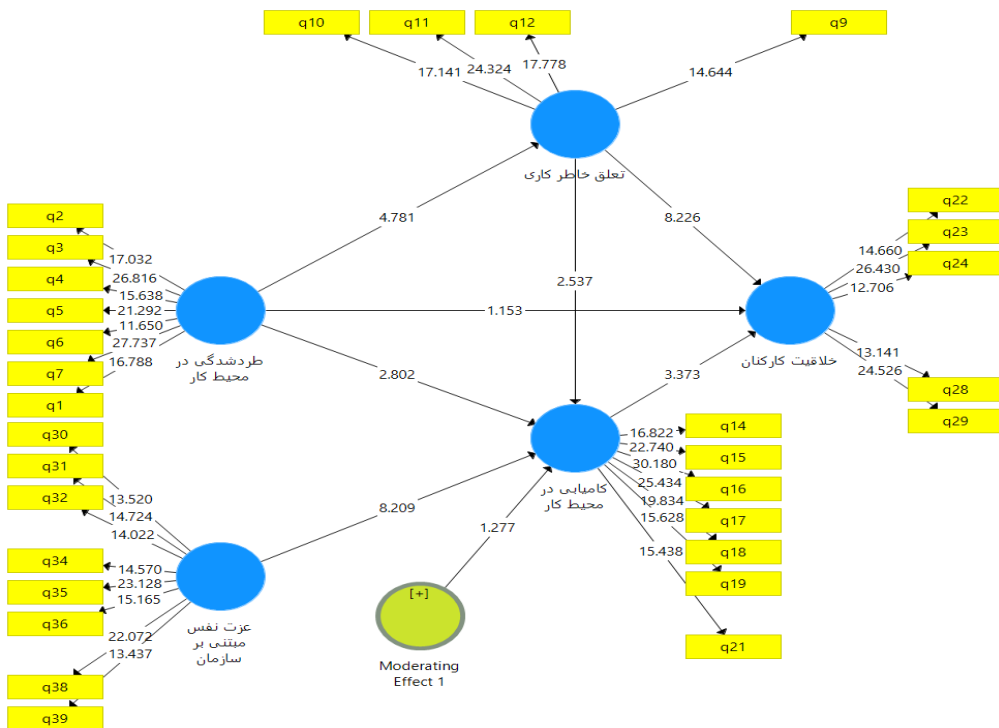 q10
q11
q12
q9
17.141
24.324
17.778
14.644
تعلق خاطر کاری
4.781
8.226
2.537
q2
q3
q4
q5
q6
q7
q1
17.032
26.816
15.638
21.292
11.650
27.737
16.788
طردشدگی در
محیط کار
1.153
2.802
3.373
q22
q23
q24
14.660
26.430
12.706
خلاقیت کارکنان
13.141
24.526
q28
q29
q30
q31
q32
q34
q35
q36
q38
q39
13.520
14.724
14.022
14.570
23.128
15.165
22.072
13.437
عزت نفس
مبتنی بر
سازمان
8.209
1.277
[+]
Moderating
Effect 1
کامیابی در
محیط کار
16.822
22.740
30.180
25.434
19.834
15.628
15.438
q14
q15
q16
q17
q18
q19
q21